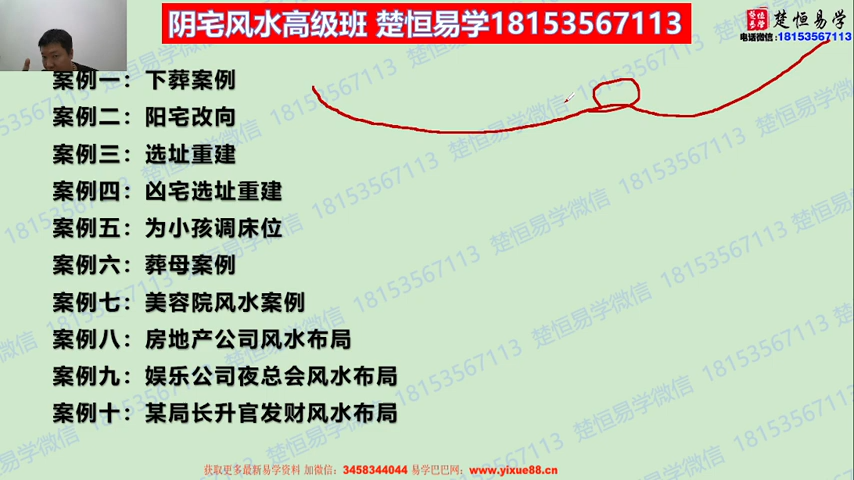 阴宅风水高级班 楚恒易学18153567113
楚恒易学
电话微信:18153567113
案例一：下葬案例
案例二：阳宅改向
案例三：选址重建
案例四：凶宅选址重建
案例五：为小孩调床位
案例六：葬母案例
案例七：美容院风水案例
案例八：房地产公司风水布局
案例九：娱乐公司夜总会风水布局
案例十：某局长升官发财风水布局
楚恒易学微信 18153567113
获取更多最新易学资料 加微信：3458344044 易学巴巴网：www.yixue88.cn